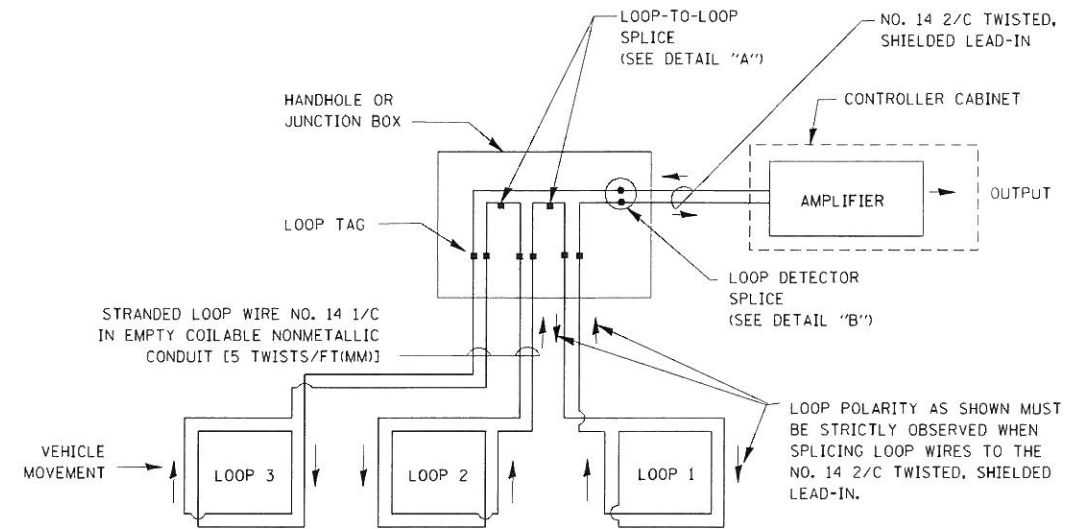 LOOP-TO-LOOP
SPLICE
(SEE DETAIL "A")
NO. 14 2/C TWISTED,
SHIELDED LEAD-IN
HANDHOLE OR
JUNCTION BOX
CONTROLLER CABINET
AMPLIFIER
OUTPUT
LOOP TAG
LOOP DETECTOR
SPLICE
(SEE DETAIL "B")
STRANDED LOOP WIRE NO. 14 1/C
IN EMPTY COILABLE NONMETALLIC
CONDUIT [5 TWISTS/FT(MM)]
LOOP POLARITY AS SHOWN MUST
BE STRICTLY OBSERVED WHEN
SPLICING LOOP WIRES TO THE
NO. 14 2/C TWISTED, SHIELDED
LEAD-IN.
VEHICLE
MOVEMENT
LOOP 3
LOOP 2
LOOP 1